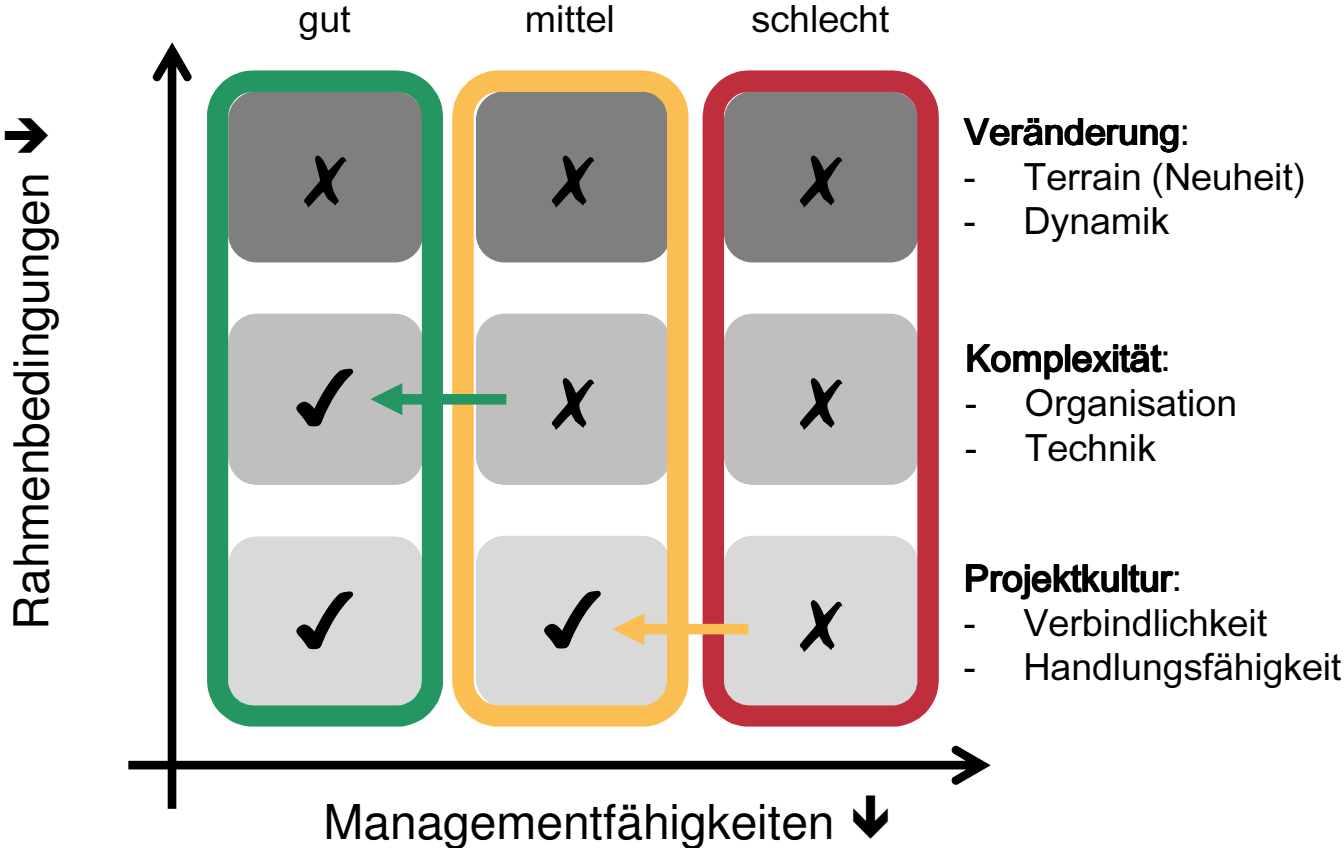 gut mittel schlecht
Rahmenbedingungen ➔
✗ ✗ ✗
Veränderung:
- Terrain (Neuheit)
- Dynamik
✓ ✗ ✗
Komplexität:
- Organisation
- Technik
✓ ✓ ✗
Projektkultur:
- Verbindlichkeit
- Handlungsfähigkeit
Managementfähigkeiten 🡳